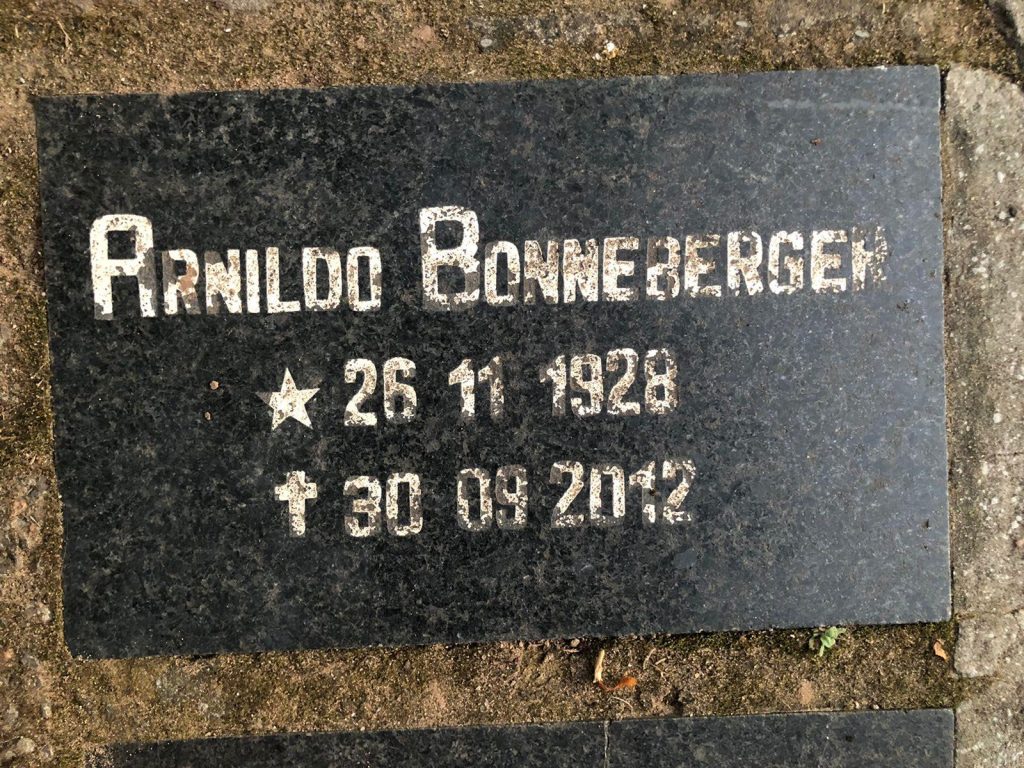 Arnildo Bonneberger
★ 26 11 1928
✝ 30 09 2012